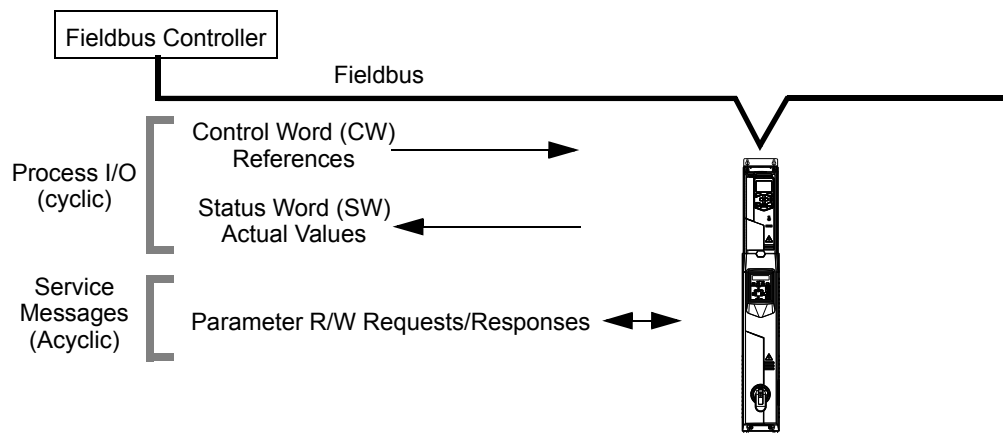 Fieldbus Controller
Fieldbus
Process I/O
(cyclic)
Control Word (CW)
References
Status Word (SW)
Actual Values
Service
Messages
(Acyclic)
Parameter R/W Requests/Responses